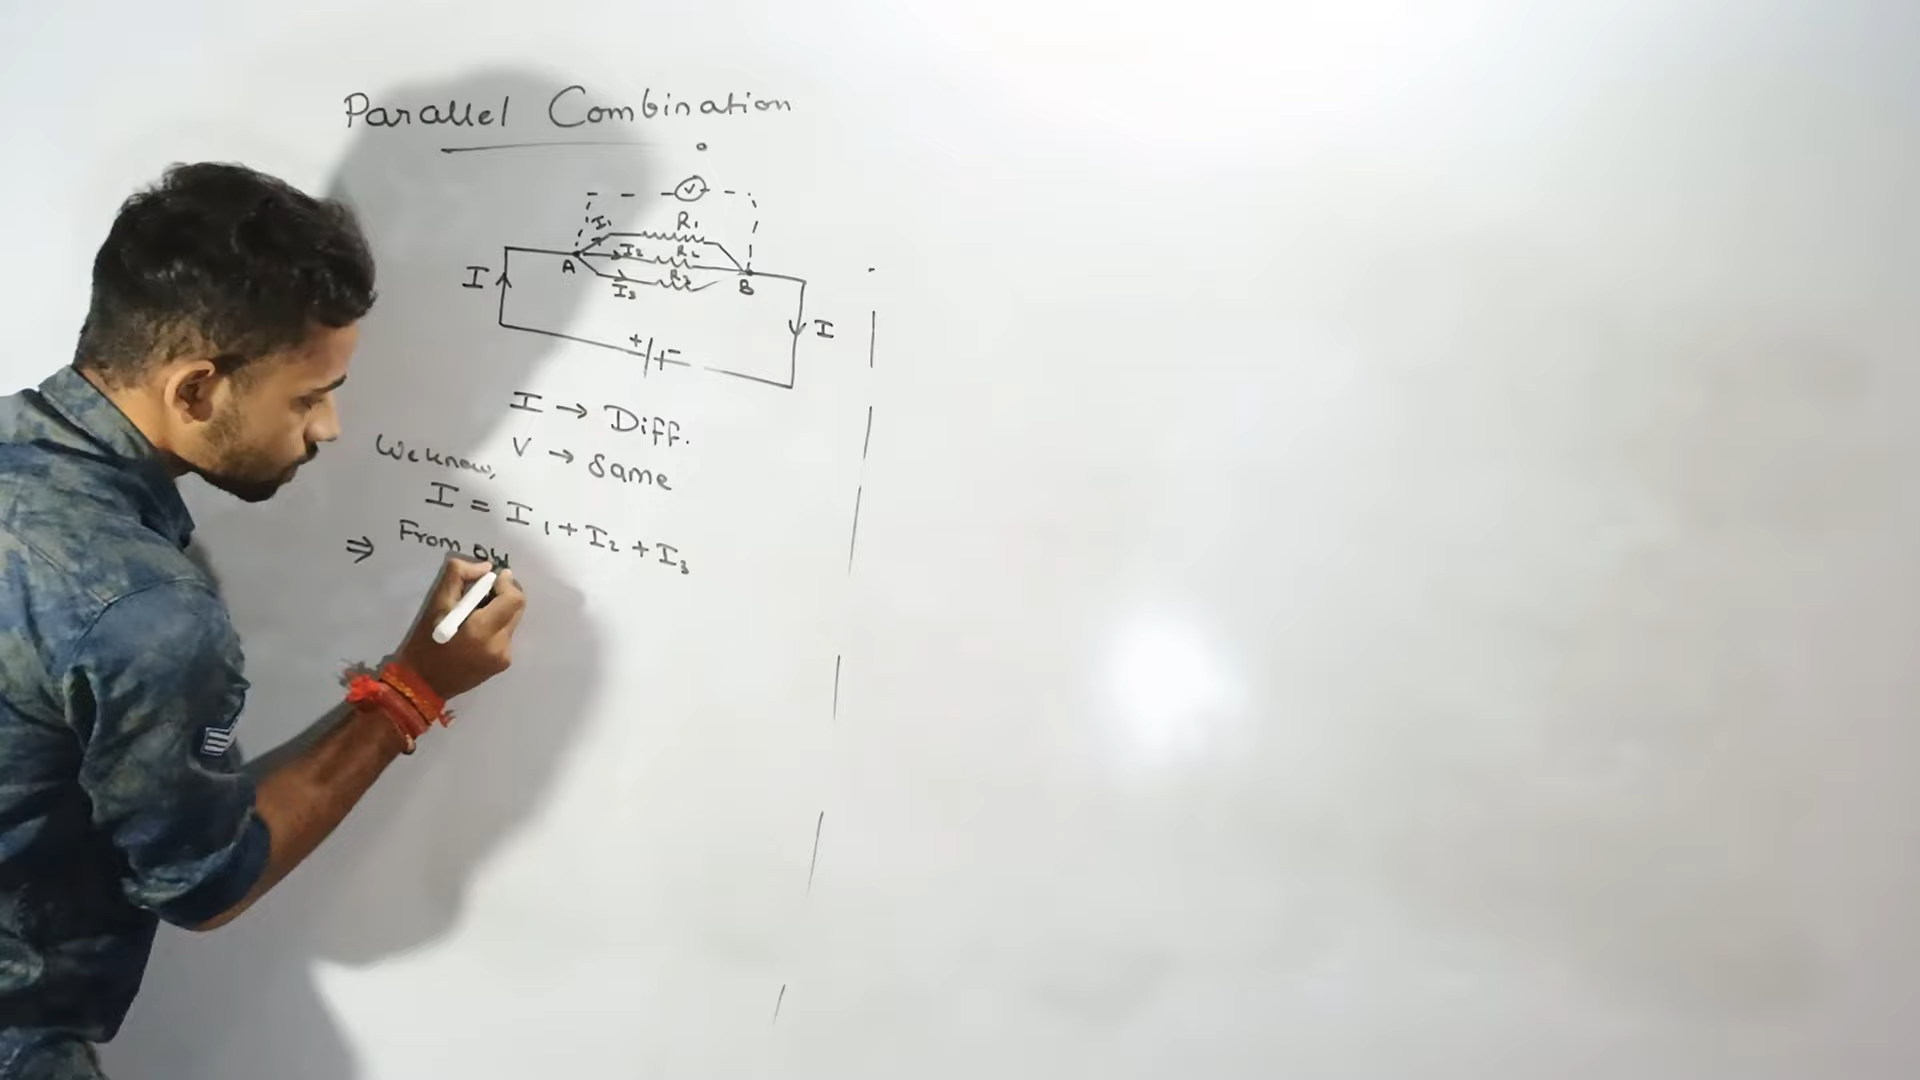 Parallel Combination
V
I₁ R₁
I₂ R₂
A R3 B
I₃
I I
+ -
I → Diff.
V → Same
We know,
I = I₁ + I₂ + I₃
⇒ From